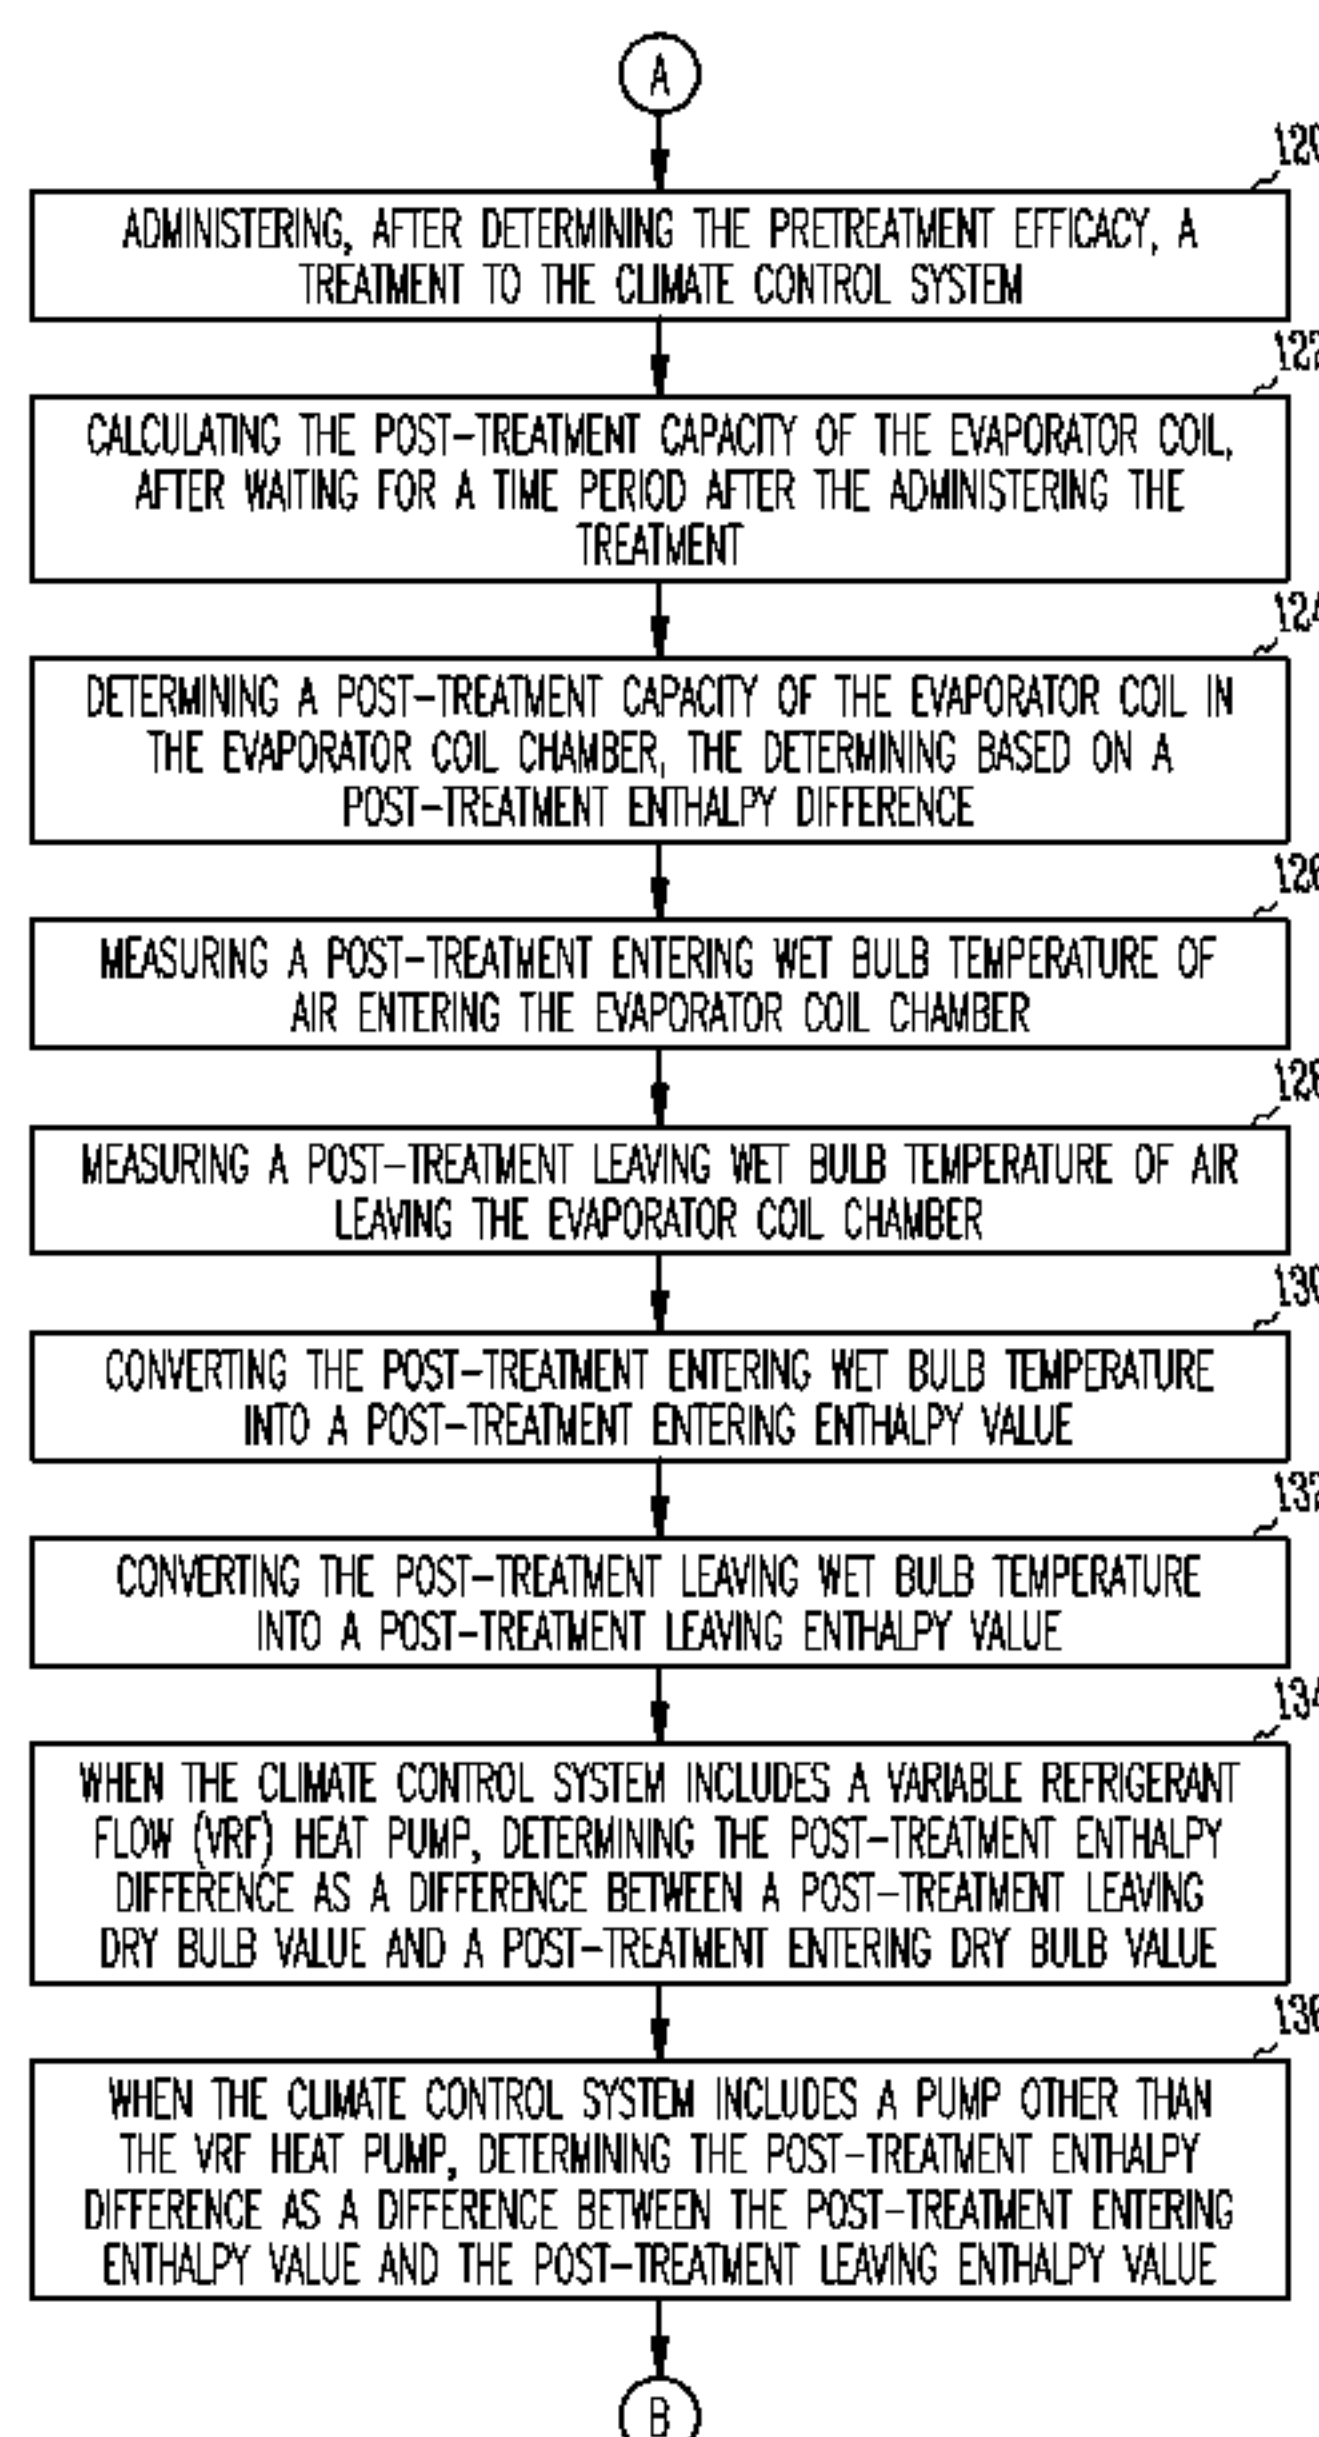 A
120
ADMINISTERING, AFTER DETERMINING THE PRETREATMENT EFFICACY, A
TREATMENT TO THE CLIMATE CONTROL SYSTEM
122
CALCULATING THE POST-TREATMENT CAPACITY OF THE EVAPORATOR COIL,
AFTER WAITING FOR A TIME PERIOD AFTER THE ADMINISTERING THE
TREATMENT
124
DETERMINING A POST-TREATMENT CAPACITY OF THE EVAPORATOR COIL IN
THE EVAPORATOR COIL CHAMBER, THE DETERMINING BASED ON A
POST-TREATMENT ENTHALPY DIFFERENCE
126
MEASURING A POST-TREATMENT ENTERING WET BULB TEMPERATURE OF
AIR ENTERING THE EVAPORATOR COIL CHAMBER
128
MEASURING A POST-TREATMENT LEAVING WET BULB TEMPERATURE OF AIR
LEAVING THE EVAPORATOR COIL CHAMBER
130
CONVERTING THE POST-TREATMENT ENTERING WET BULB TEMPERATURE
INTO A POST-TREATMENT ENTERING ENTHALPY VALUE
132
CONVERTING THE POST-TREATMENT LEAVING WET BULB TEMPERATURE
INTO A POST-TREATMENT LEAVING ENTHALPY VALUE
134
WHEN THE CLIMATE CONTROL SYSTEM INCLUDES A VARIABLE REFRIGERANT
FLOW (VRF) HEAT PUMP, DETERMINING THE POST-TREATMENT ENTHALPY
DIFFERENCE AS A DIFFERENCE BETWEEN A POST-TREATMENT LEAVING
DRY BULB VALUE AND A POST-TREATMENT ENTERING DRY BULB VALUE
136
WHEN THE CLIMATE CONTROL SYSTEM INCLUDES A PUMP OTHER THAN
THE VRF HEAT PUMP, DETERMINING THE POST-TREATMENT ENTHALPY
DIFFERENCE AS A DIFFERENCE BETWEEN THE POST-TREATMENT ENTERING
ENTHALPY VALUE AND THE POST-TREATMENT LEAVING ENTHALPY VALUE
B